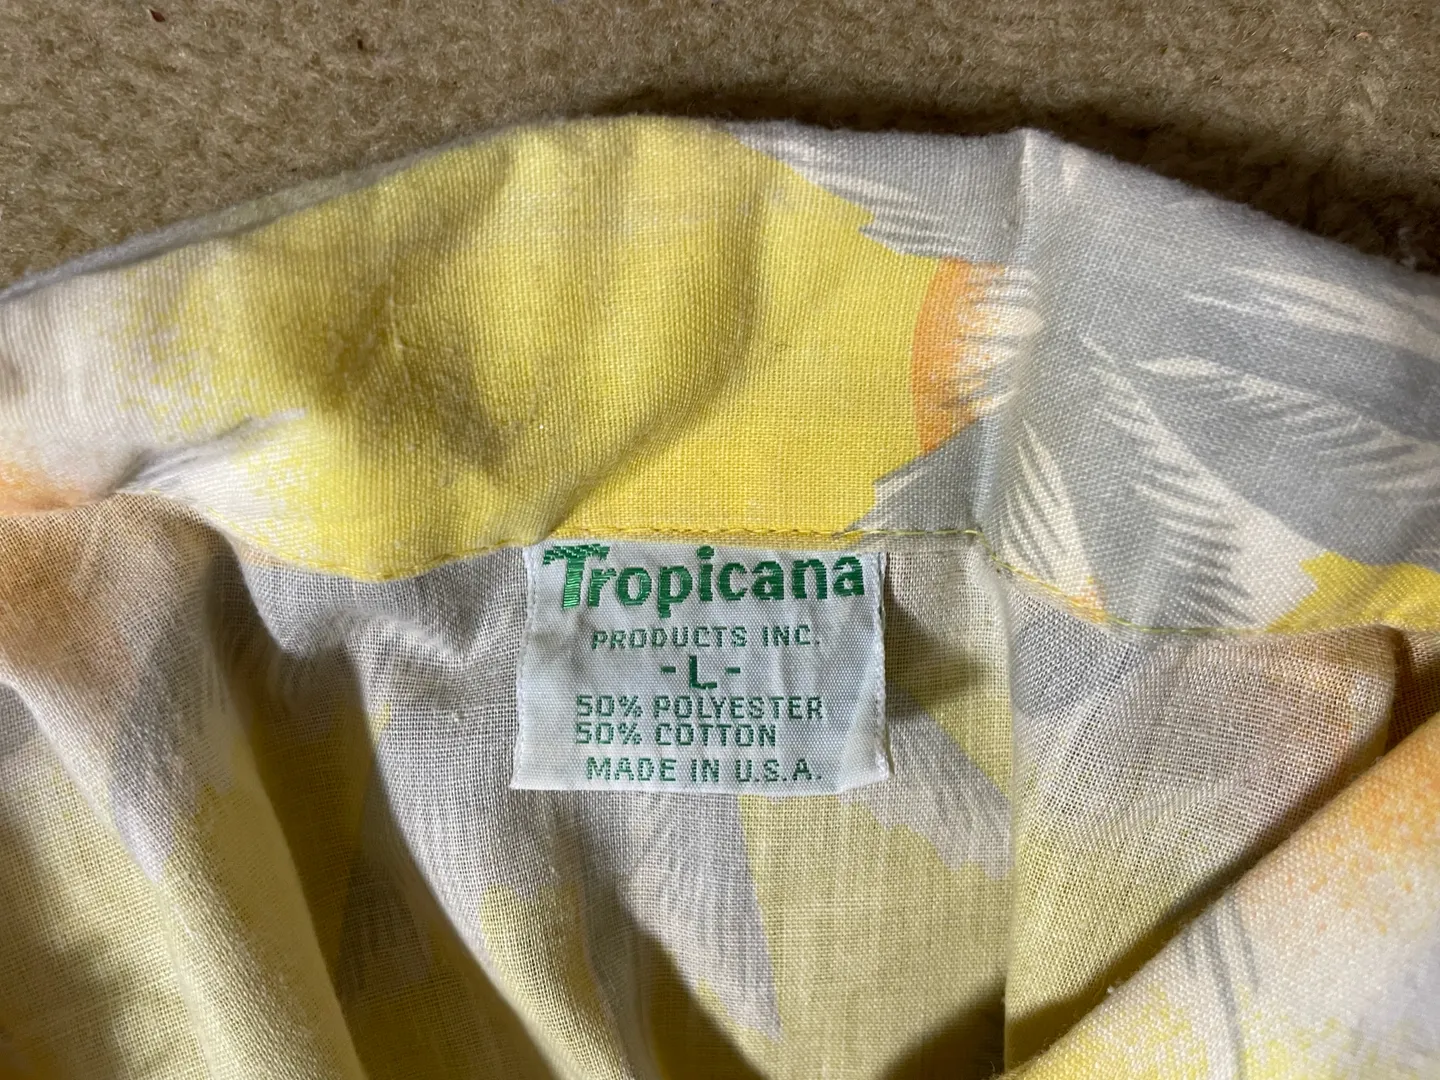 Tropicana
PRODUCTS INC.
-L-
50% POLYESTER
50% COTTON
MADE IN U.S.A.